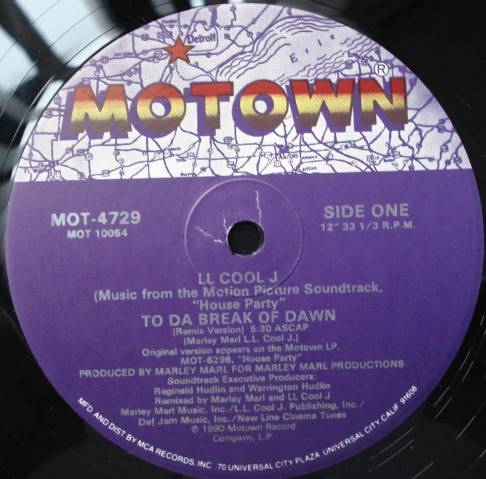 Detroit
Erie
MOTOWN®
MOT-4729
MOT 10054
SIDE ONE
12" 33 1/3 R.P.M.
LL COOL J
(Music from the Motion Picture Soundtrack,
"House Party"
TO DA BREAK OF DAWN
(Remix Version) 5:30 ASCAP
(Marley Marl L.L. Cool J.)
Original version appears on the Motown LP.
MOT-6296, "House Party"
PRODUCED BY MARLEY MARL FOR MARLEY MARL PRODUCTIONS
Soundtrack Executive Producers:
Reginald Hudlin and Warrington Hudlin
Remixed by Marley Marl and LL Cool J
Marley Marl Music, Inc./L.L. Cool J. Publishing, Inc./
Def Jam Music, Inc./New Line Cinema Tunes
© 1990 Motown Record
Company, L.P.
MFD. AND DIST BY MCA RECORDS, INC. 70 UNIVERSAL CITY PLAZA UNIVERSAL CITY, CALIF 91608